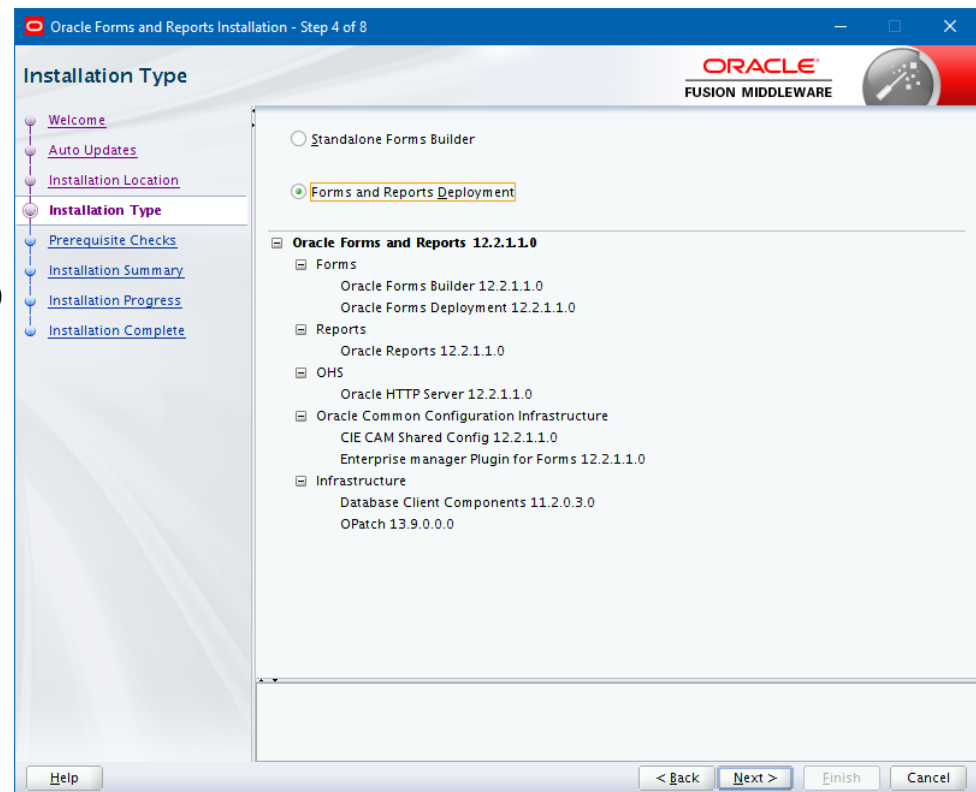 Oracle Forms and Reports Installation - Step 4 of 8
Installation Type
ORACLE
FUSION MIDDLEWARE
Welcome
Auto Updates
Installation Location
Installation Type
Prerequisite Checks
Installation Summary
Installation Progress
Installation Complete
Standalone Forms Builder
Forms and Reports Deployment
Oracle Forms and Reports 12.2.1.1.0
Forms
Oracle Forms Builder 12.2.1.1.0
Oracle Forms Deployment 12.2.1.1.0
Reports
Oracle Reports 12.2.1.1.0
OHS
Oracle HTTP Server 12.2.1.1.0
Oracle Common Configuration Infrastructure
CIE CAM Shared Config 12.2.1.1.0
Enterprise manager Plugin for Forms 12.2.1.1.0
Infrastructure
Database Client Components 11.2.0.3.0
OPatch 13.9.0.0.0
Help
< Back
Next >
Finish
Cancel